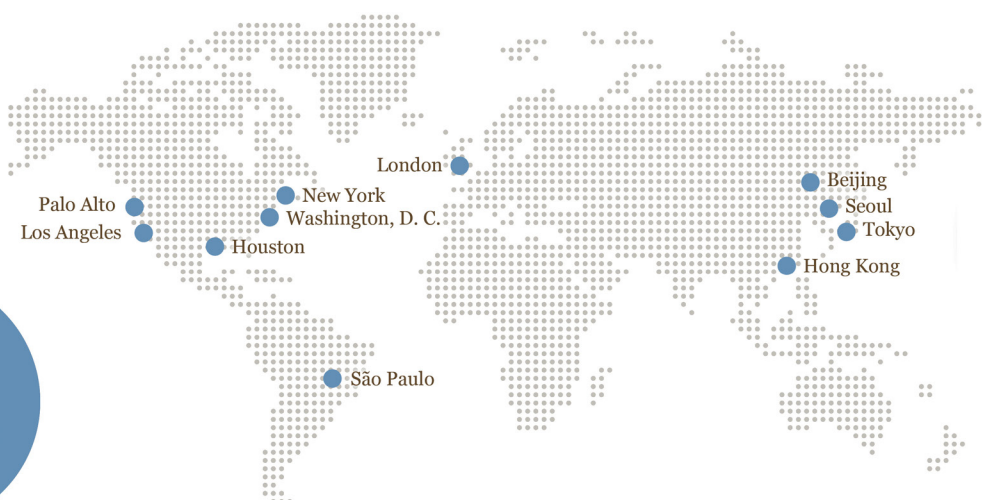 London
Beijing
New York
Palo Alto
Seoul
Washington, D. C.
Tokyo
Los Angeles
Houston
Hong Kong
São Paulo